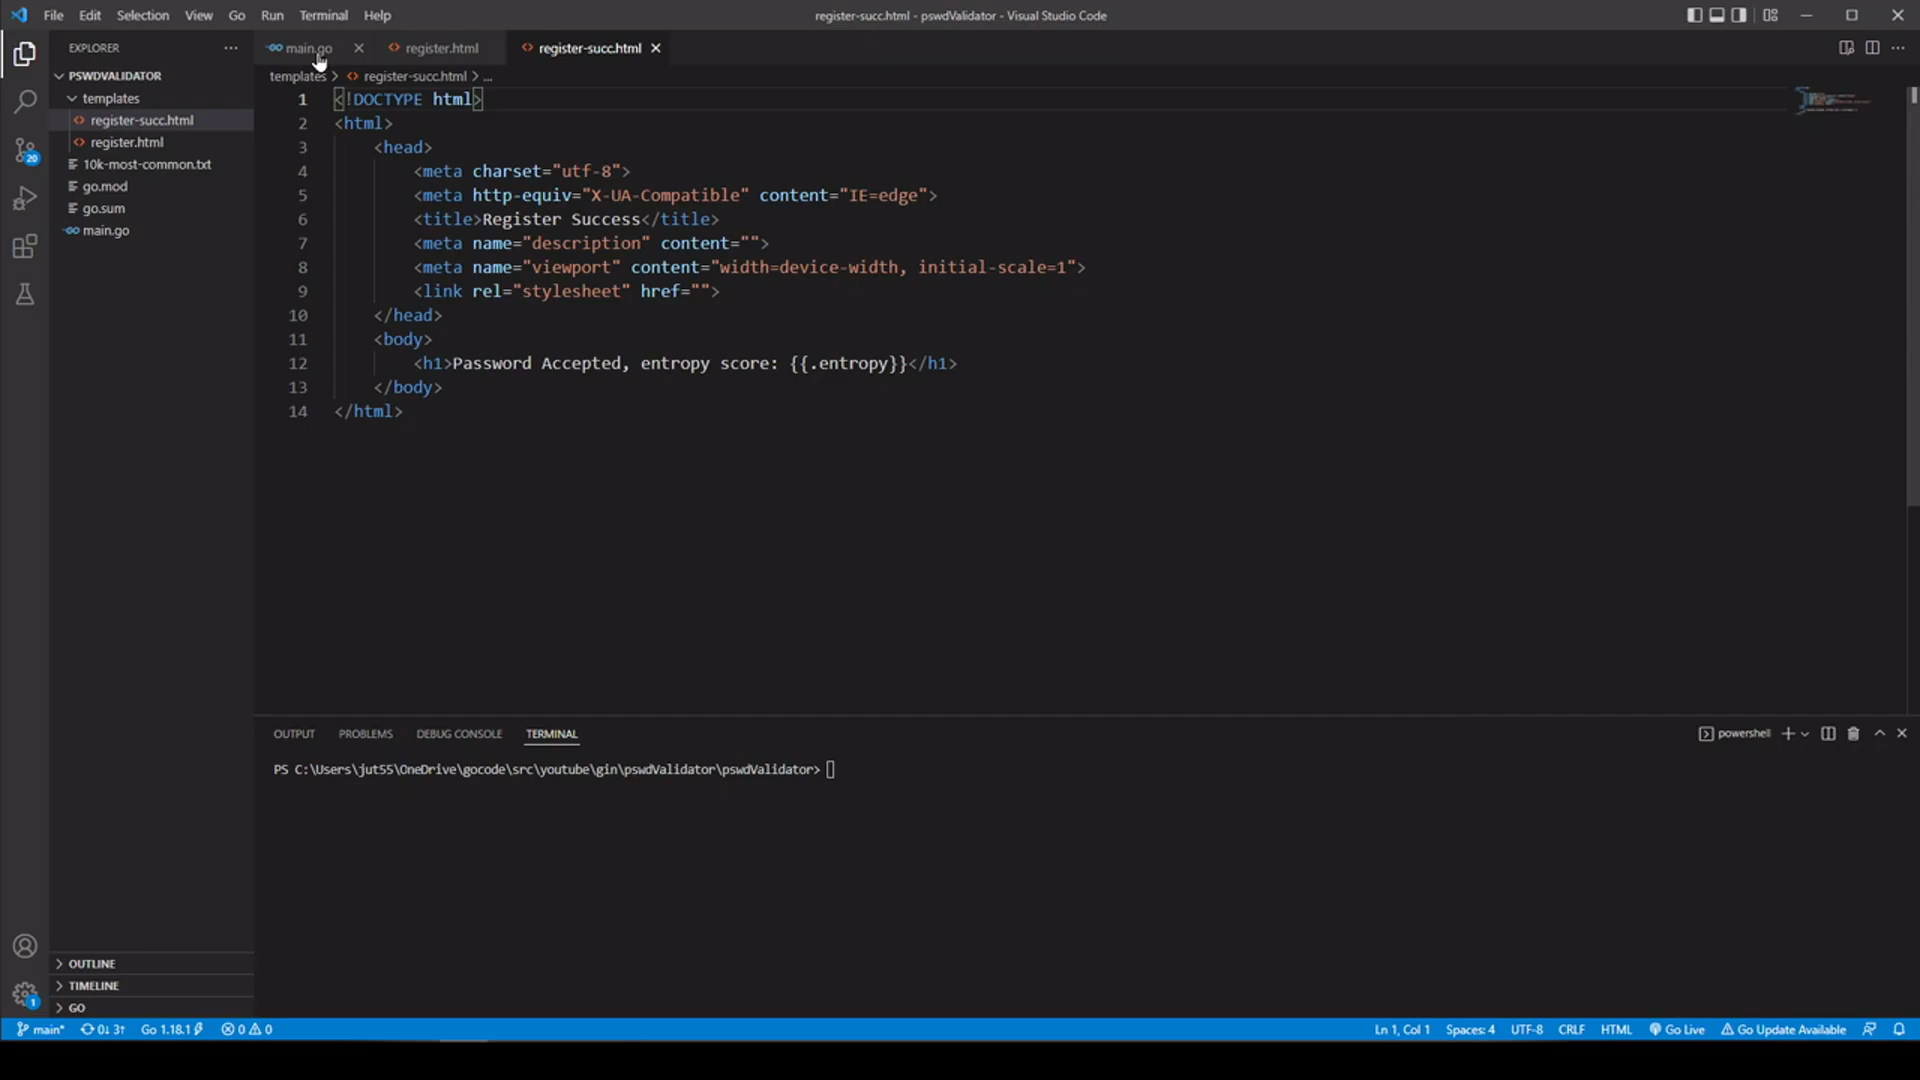 File Edit Selection View Go Run Terminal Help
register-succ.html - pswdValidator - Visual Studio Code
EXPLORER
PSWDVALIDATOR
templates
register-succ.html
register.html
10k-most-common.txt
go.mod
go.sum
main.go
main.go register.html register-succ.html
templates > register-succ.html > ...
1 <!DOCTYPE html>
2 <html>
3 <head>
4 <meta charset="utf-8">
5 <meta http-equiv="X-UA-Compatible" content="IE=edge">
6 <title>Register Success</title>
7 <meta name="description" content="">
8 <meta name="viewport" content="width=device-width, initial-scale=1">
9 <link rel="stylesheet" href="">
10 </head>
11 <body>
12 <h1>Password Accepted, entropy score: {{.entropy}}</h1>
13 </body>
14 </html>
OUTPUT PROBLEMS DEBUG CONSOLE TERMINAL
powershell
PS C:\Users\jut55\OneDrive\gocode\src\youtube\gin\pswdValidator\pswdValidator>
20
OUTLINE
TIMELINE
GO
1
main* 0↓ 3↑ Go 1.18.1 0 0
Ln 1, Col 1 Spaces: 4 UTF-8 CRLF HTML Go Live Go Update Available